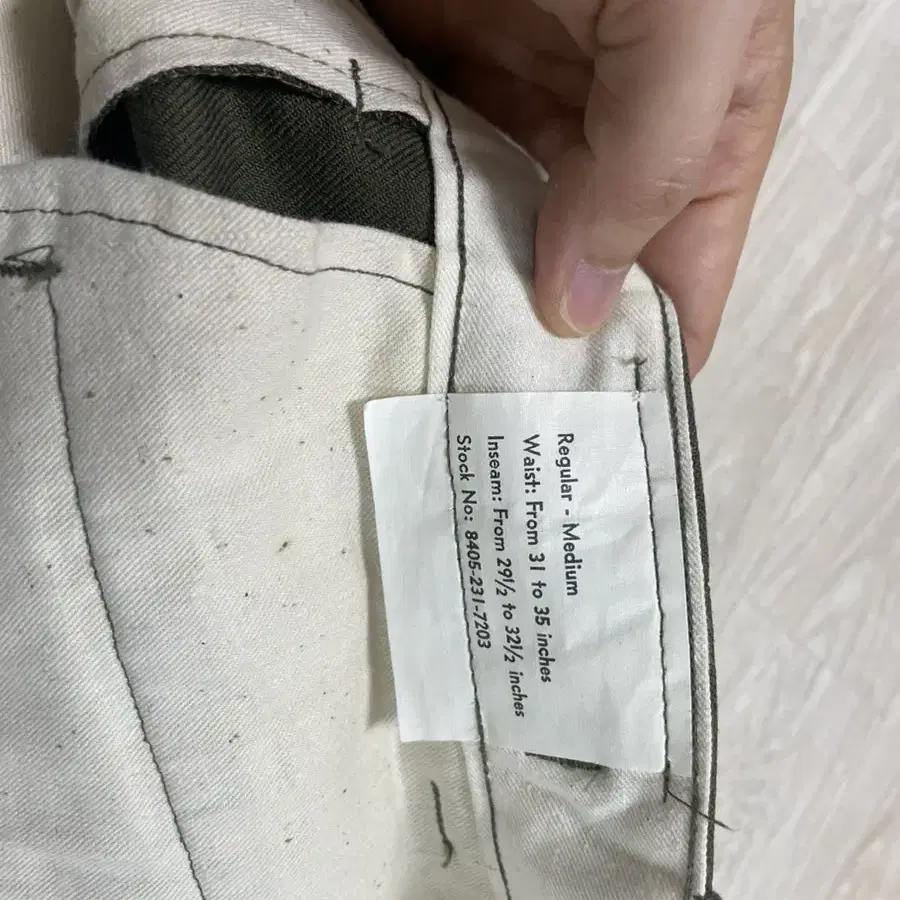 Regular - Medium
Waist: From 31 to 35 inches
Inseam: From 29½ to 32½ inches
Stock No: 8405-231-7203